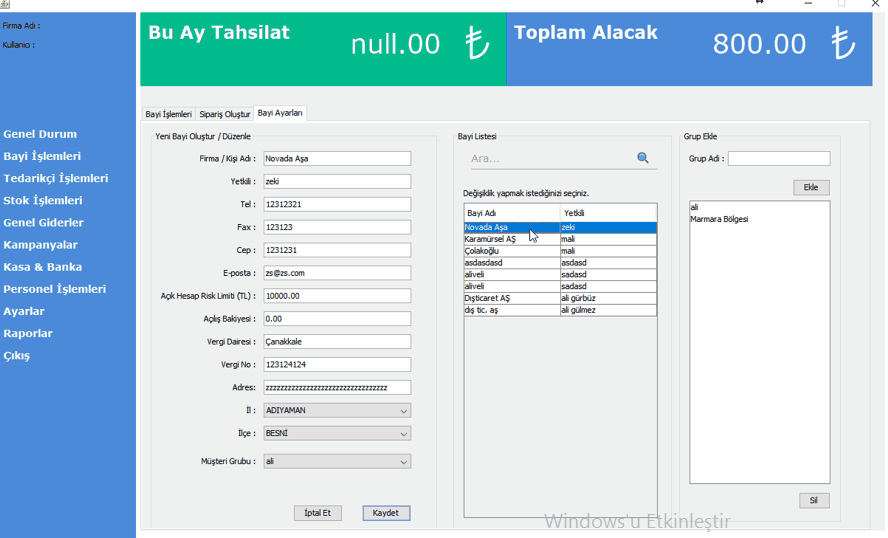 Firma Adı :
Kullanıcı :
Genel Durum
Bayi İşlemleri
Tedarikçi İşlemleri
Stok İşlemleri
Genel Giderler
Kampanyalar
Kasa & Banka
Personel İşlemleri
Ayarlar
Raporlar
Çıkış
Bu Ay Tahsilat
null.00 ₺
Toplam Alacak
800.00 ₺
Bayi İşlemleri Sipariş Oluştur Bayi Ayarları
Yeni Bayi Oluştur / Düzenle
Firma / Kişi Adı : Novada Aşa
Yetkili : zeki
Tel : 12312321
Fax : 123123
Cep : 1231231
E-posta : zs@zs.com
Açık Hesap Risk Limiti (TL) : 10000.00
Açılış Bakiyesi : 0.00
Vergi Dairesi : Çanakkale
Vergi No : 123124124
Adres: zzzzzzzzzzzzzzzzzzzzzzzzzzzzzzzzz
İl : ADIYAMAN
İlçe : BESNİ
Müşteri Grubu : ali
İptal Et Kaydet
Bayi Listesi
Ara...
Değişiklik yapmak istediğinizi seçiniz.
Bayi Adı Yetkili
Novada Aşa zeki
Karamürsel AŞ mali
Çolakoğlu mali
asdasdasd asdasd
aliveli sadasd
aliveli sadasd
Dışticaret AŞ ali gürbüz
dış tic. aş ali gülmez
Grup Ekle
Grup Adı :
Ekle
ali
Marmara Bölgesi
Sil
Windows'u Etkinleştir